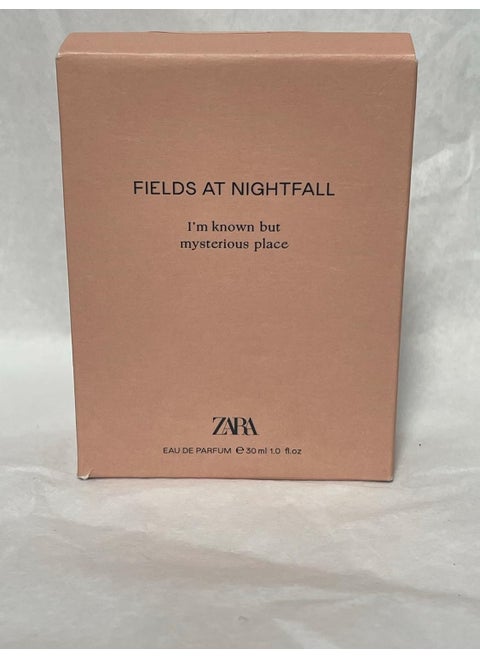 FIELDS AT NIGHTFALL
I'm known but
mysterious place
ZARA
EAU DE PARFUM ℮ 30 ml 1.0 fl.oz